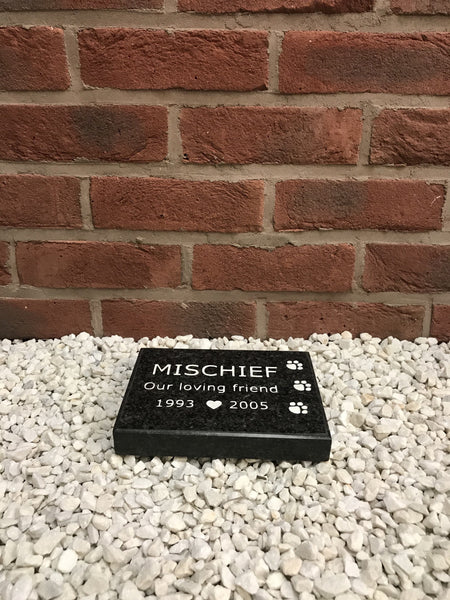 MISCHIEF
Our loving friend
1993 ♥ 2005